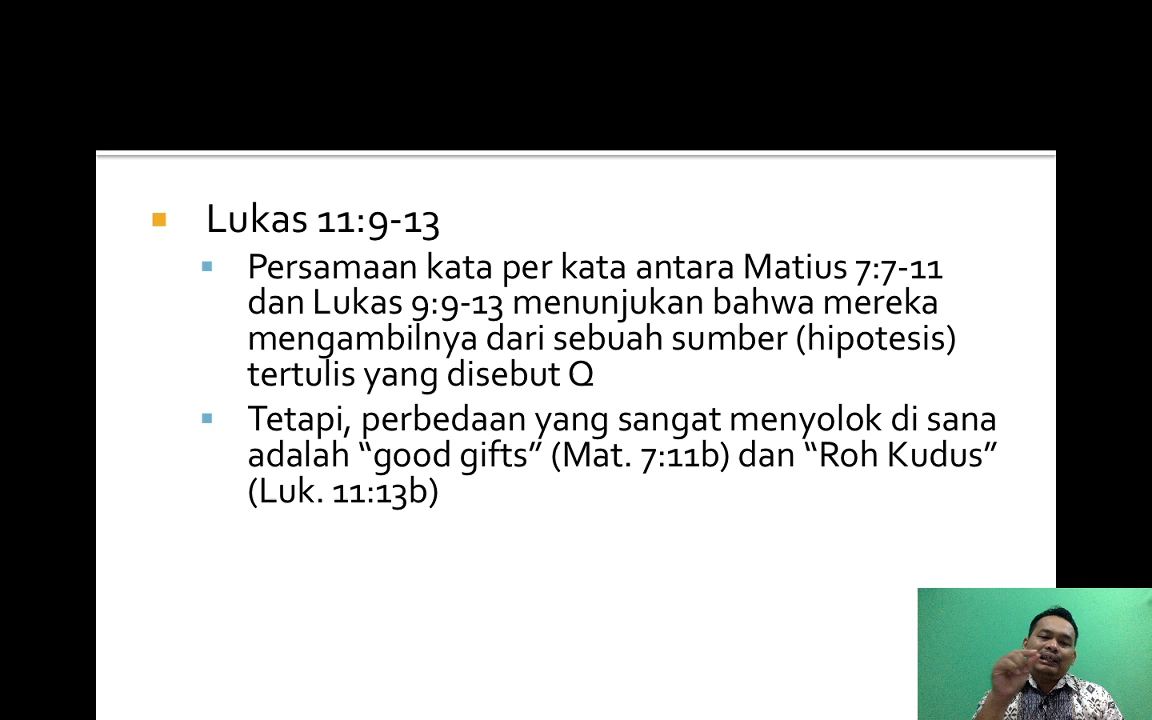 Lukas 11:9-13
Persamaan kata per kata antara Matius 7:7-11
dan Lukas 9:9-13 menunjukan bahwa mereka
mengambilnya dari sebuah sumber (hipotesis)
tertulis yang disebut Q
Tetapi, perbedaan yang sangat menyolok di sana
adalah “good gifts” (Mat. 7:11b) dan “Roh Kudus”
(Luk. 11:13b)